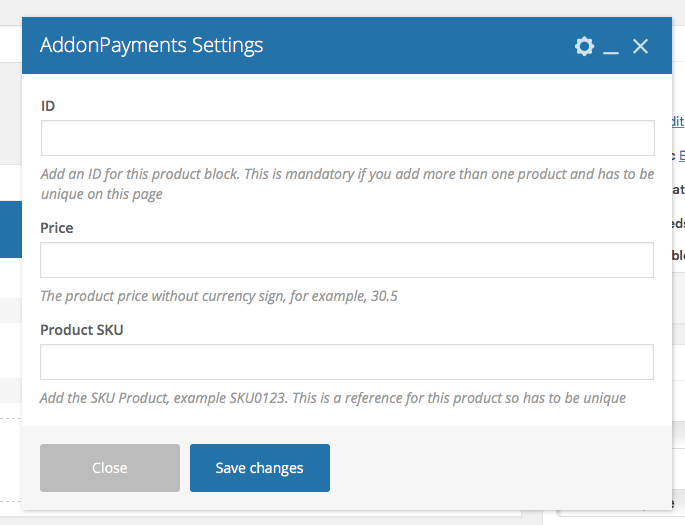 AddonPayments Settings
ID
Add an ID for this product block. This is mandatory if you add more than one product and has to be
unique on this page
Price
The product price without currency sign, for example, 30.5
Product SKU
Add the SKU Product, example SKU0123. This is a reference for this product so has to be unique
Close
Save changes